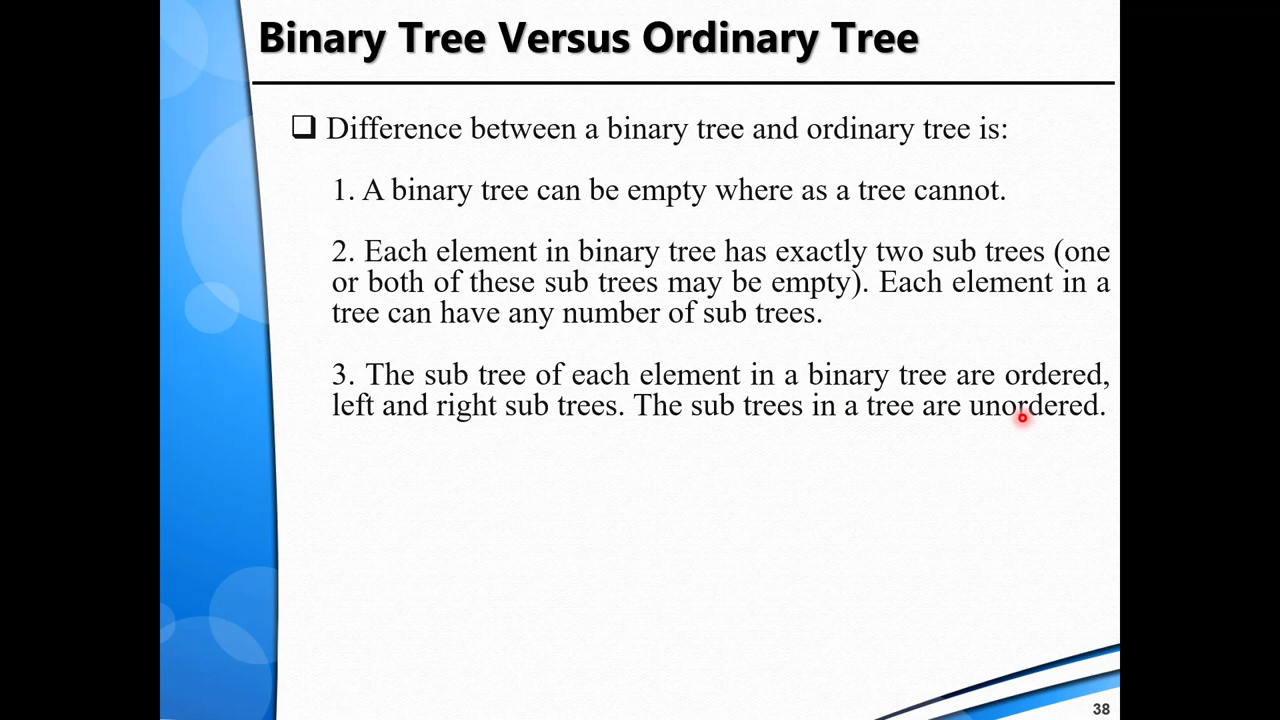 Binary Tree Versus Ordinary Tree
❑ Difference between a binary tree and ordinary tree is:
1. A binary tree can be empty where as a tree cannot.
2. Each element in binary tree has exactly two sub trees (one
or both of these sub trees may be empty). Each element in a
tree can have any number of sub trees.
3. The sub tree of each element in a binary tree are ordered,
left and right sub trees. The sub trees in a tree are unordered.
38